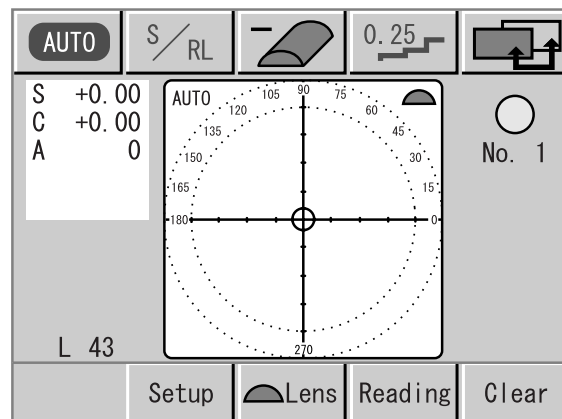 AUTO
S/RL
0.25
S +0.00
C +0.00
A 0
AUTO
105 90 75
120 60
135 45
150 30
165 15
180 0
270
No. 1
L 43
Setup
Lens
Reading
Clear